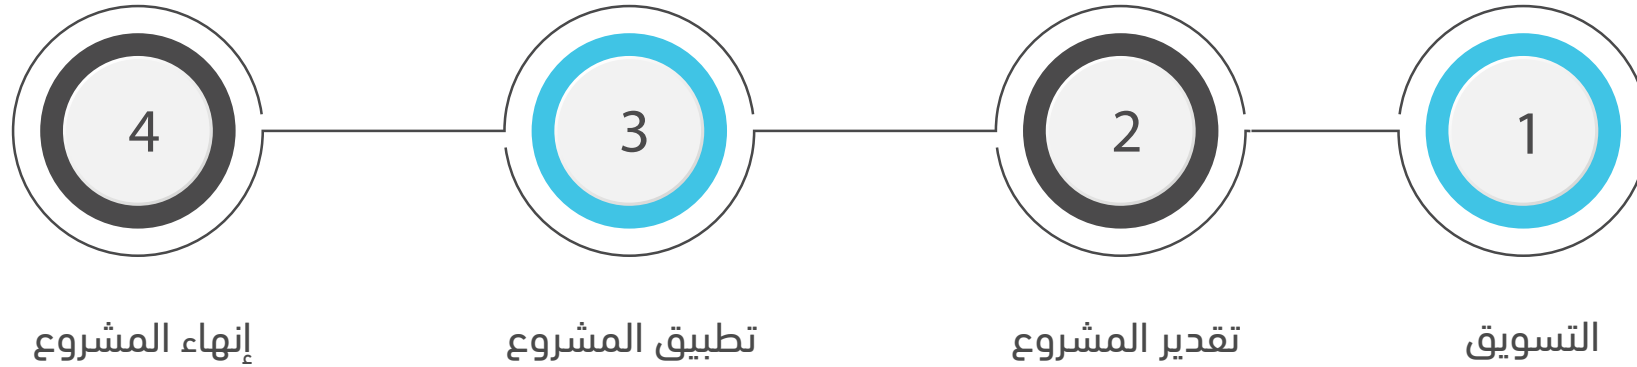 1
2
3
4
التسويق
تقدير المشروع
تطبيق المشروع
إنهاء المشروع